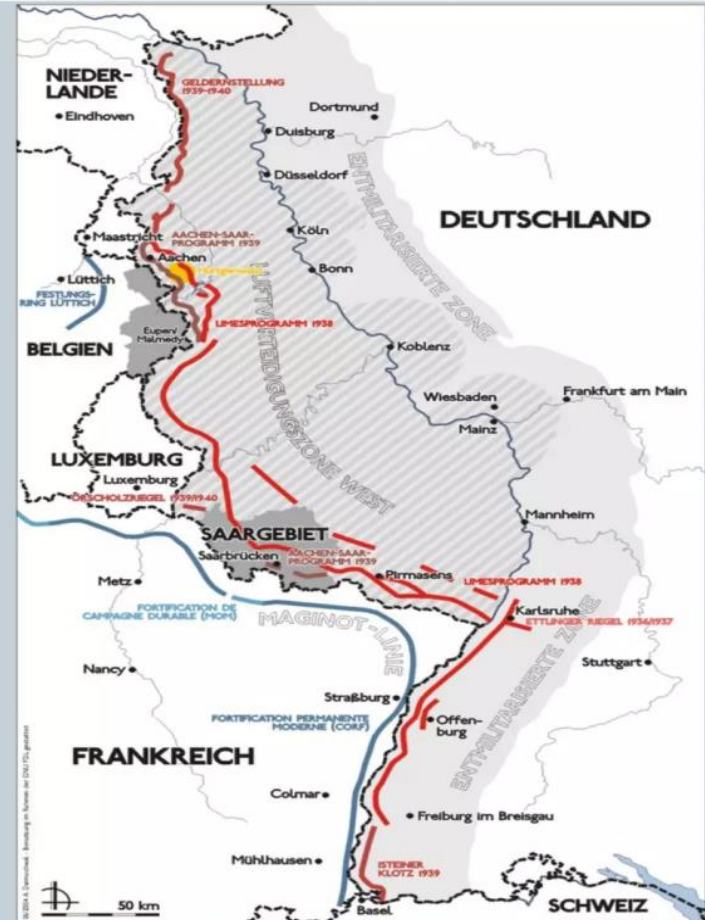 NIEDER-
LANDE
Eindhoven
GELDERNSTELLUNG
1939-1940
Dortmund
Duisburg
Düsseldorf
ENTMILITARISIERTE ZONE
DEUTSCHLAND
Maastricht
AACHEN-SAAR-
PROGRAMM 1939
Köln
Aachen
Bonn
Lüttich
FESTUNGS-
RING LÜTTICH
LUFTVERTEIDIGUNGSZONE WEST
LIMESPROGRAMM 1938
Eupen/
Malmedy
BELGIEN
Koblenz
Wiesbaden
Frankfurt am Main
Mainz
LUXEMBURG
Luxemburg
ORSCHOLZRIEGEL 1939/1940
SAARGEBIET
Mannheim
Saarbrücken
AACHEN-SAAR-
PROGRAMM 1939
Metz
Pirmasens
LIMESPROGRAMM 1938
FORTIFICATION DE
CAMPAGNE DURABLE (MOM)
MAGINOT-LINIE
Karlsruhe
ETTLINGER RIEGEL 1936/1937
Nancy
Stuttgart
Straßburg
ENTMILITARISIERTE ZONE
FORTIFICATION PERMANENTE
MODERNE (CORF)
Offen-
burg
FRANKREICH
Colmar
Freiburg im Breisgau
Mühlhausen
ISTEINER
KLOTZ 1939
50 km
Basel
SCHWEIZ